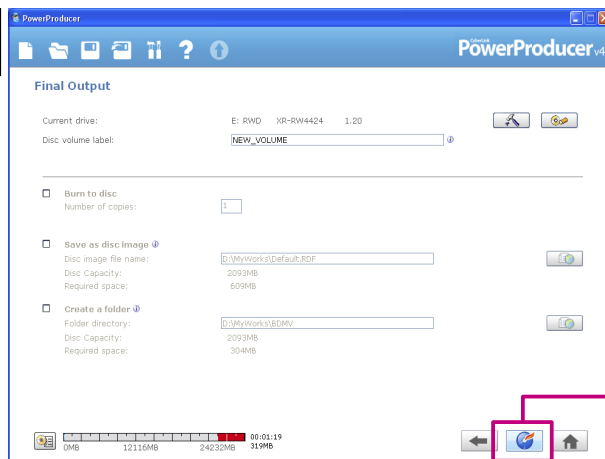 PowerProducer
CyberLink
PowerProducer v4
Final Output
Current drive: E: RWD XR-RW4424 1.20
Disc volume label: NEW_VOLUME
Burn to disc
Number of copies: 1
Save as disc image
Disc image file name: D:\MyWorks\Default.RDF
Disc Capacity: 2093MB
Required space: 609MB
Create a folder
Folder directory: D:\MyWorks\BDMV
Disc Capacity: 2093MB
Required space: 304MB
00:01:19
0MB 12116MB 24232MB 319MB